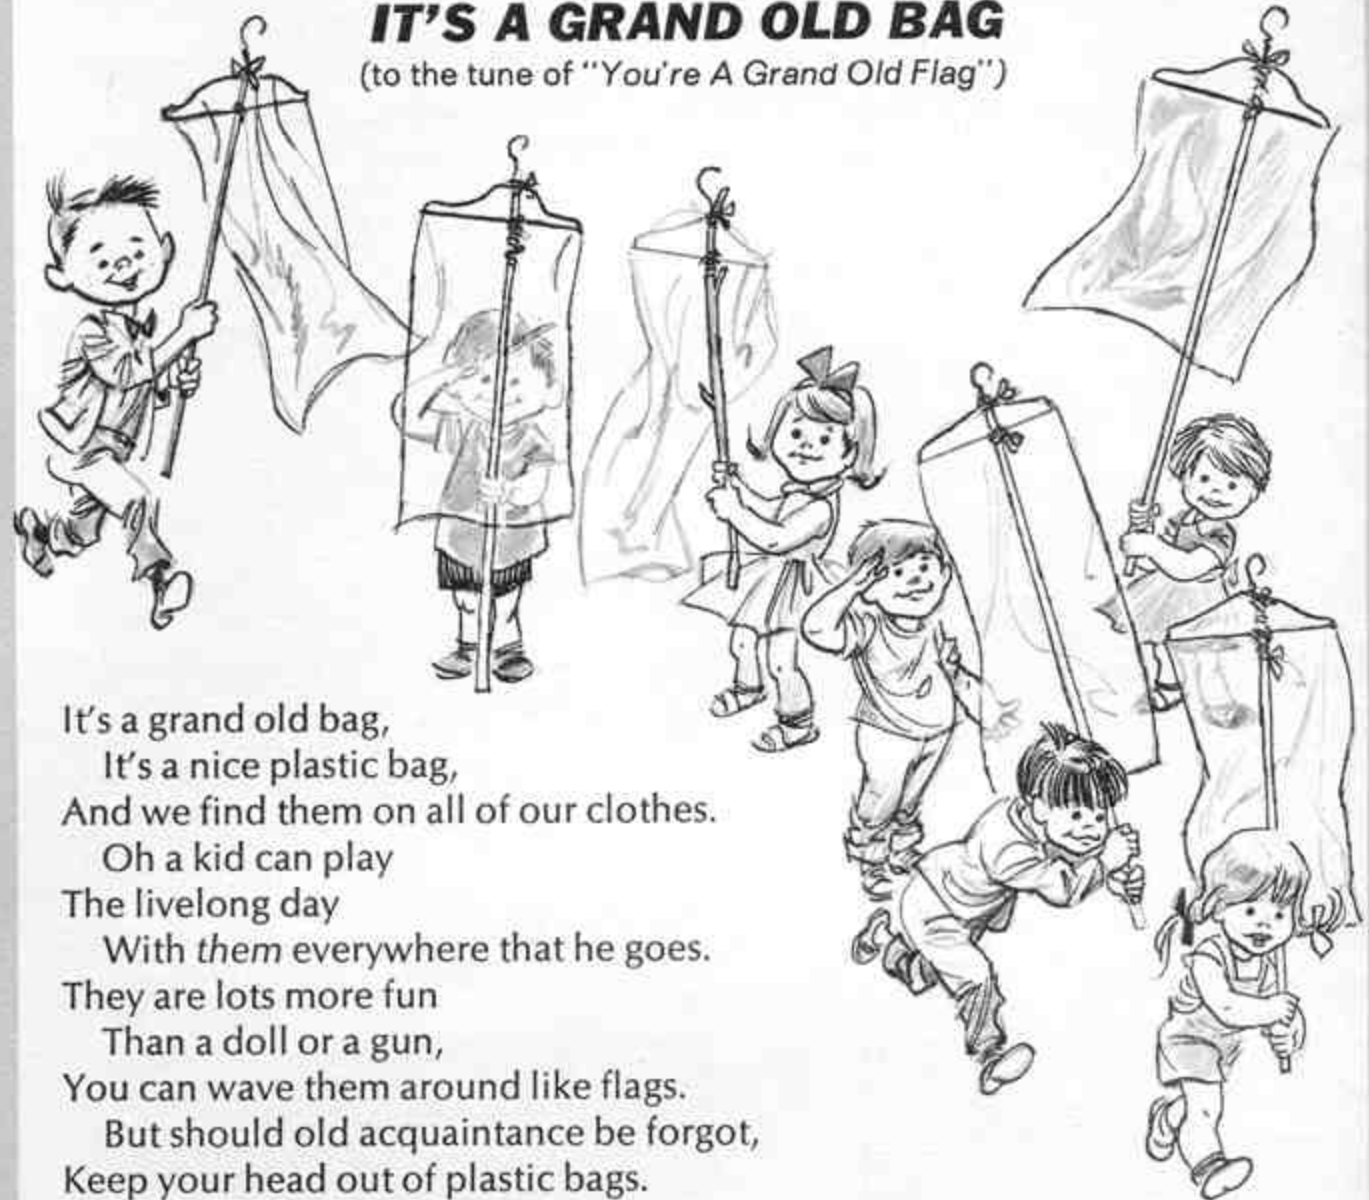 IT'S A GRAND OLD BAG
(to the tune of "You're A Grand Old Flag")
It's a grand old bag,
It's a nice plastic bag,
And we find them on all of our clothes.
Oh a kid can play
The livelong day
With them everywhere that he goes.
They are lots more fun
Than a doll or a gun,
You can wave them around like flags.
But should old acquaintance be forgot,
Keep your head out of plastic bags.